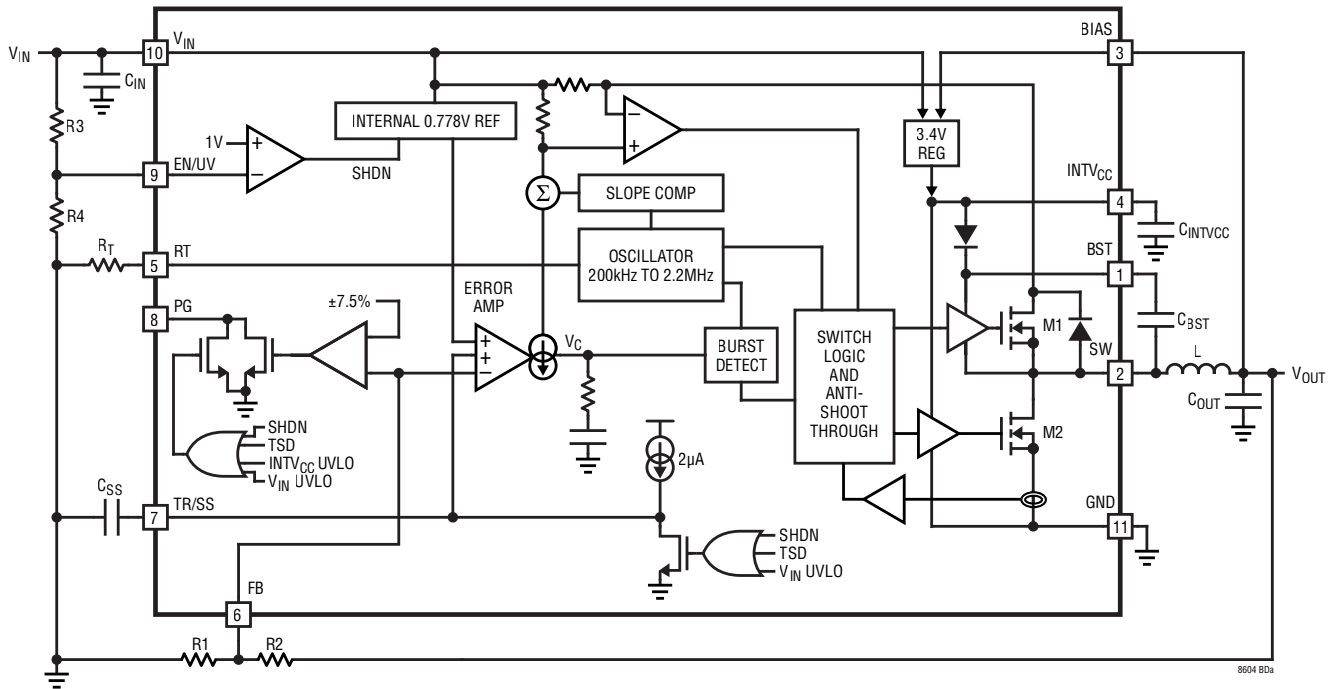 VIN
CIN
R3
R4
RT
10
VIN
INTERNAL 0.778V REF
1V
+
−
9
EN/UV
SHDN
−
+
Σ
SLOPE COMP
OSCILLATOR
200kHz TO 2.2MHz
5
RT
8
PG
±7.5%
ERROR
AMP
+
+
−
VC
BURST
DETECT
SWITCH
LOGIC
AND
ANTI-
SHOOT
THROUGH
3.4V
REG
BIAS
3
INTVCC
4
CINTVCC
BST
1
CBST
M1
SW
2
L
VOUT
COUT
M2
GND
11
SHDN
TSD
INTVCC UVLO
VIN UVLO
2µA
CSS
7
TR/SS
SHDN
TSD
VIN UVLO
FB
6
R1
R2
8604 BDa